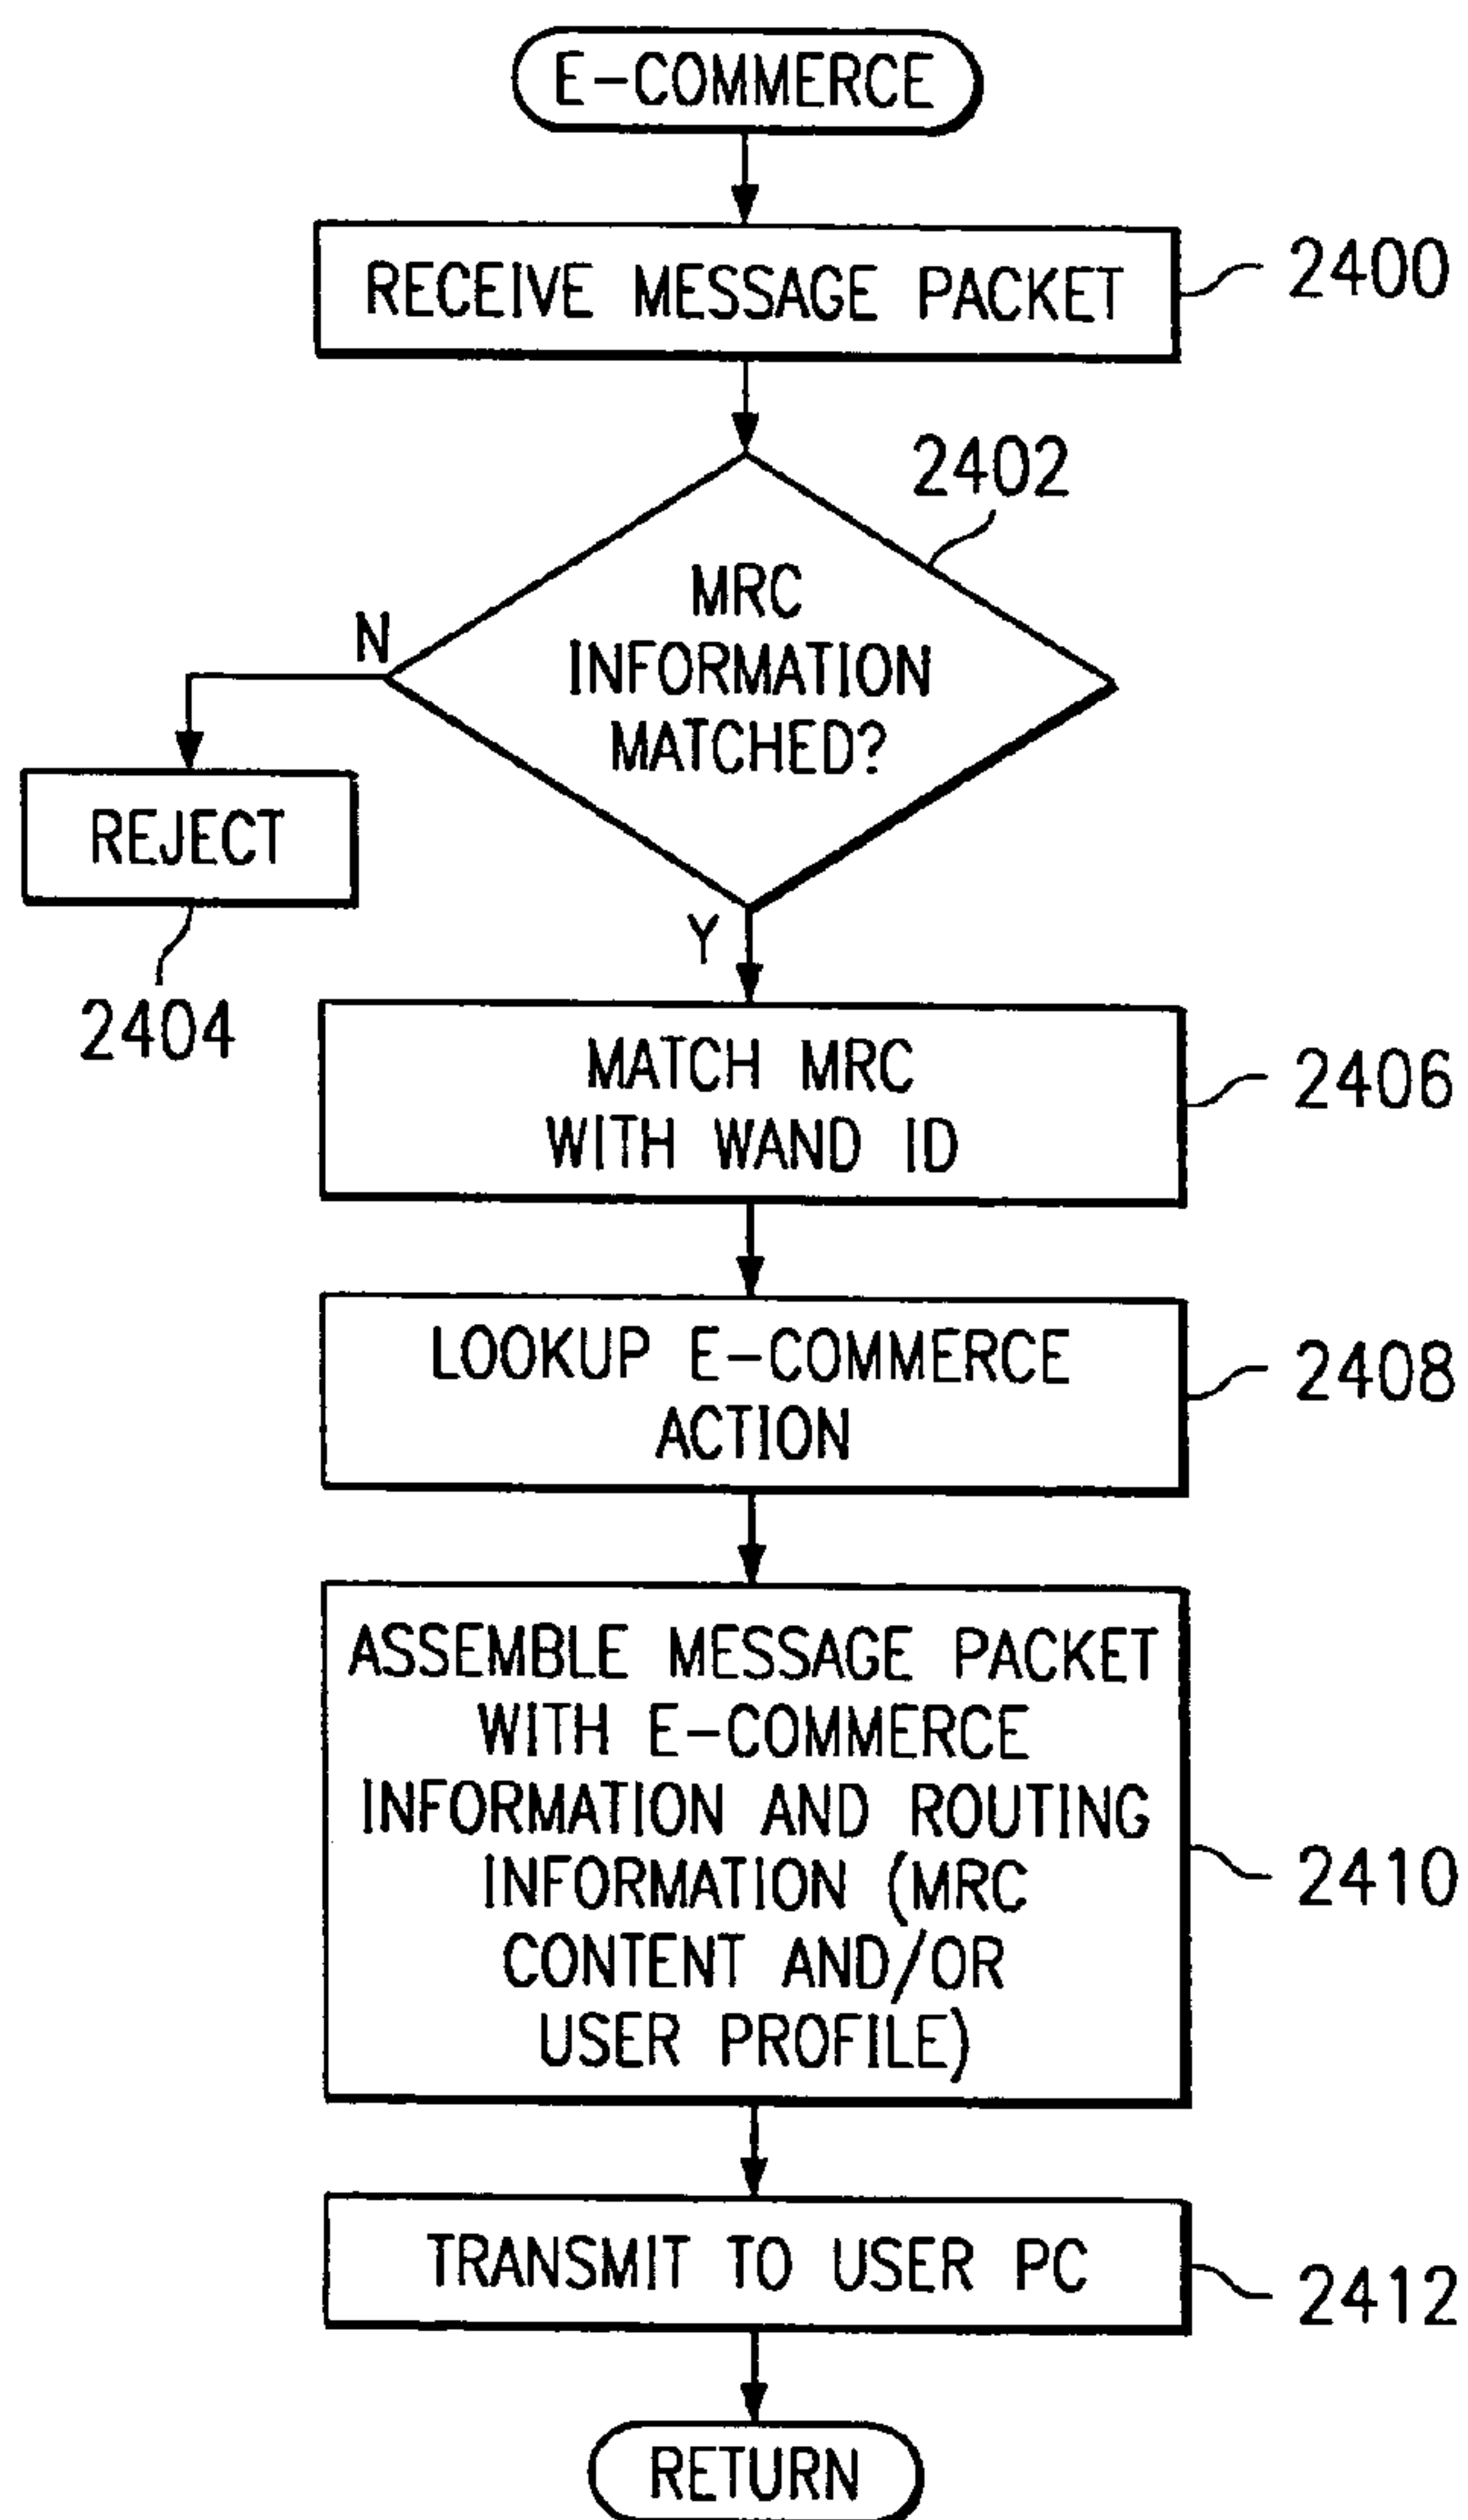 E-COMMERCE
RECEIVE MESSAGE PACKET
2400
2402
MRC
INFORMATION
MATCHED?
N
REJECT
2404
Y
MATCH MRC
WITH WAND ID
2406
LOOKUP E-COMMERCE
ACTION
2408
ASSEMBLE MESSAGE PACKET
WITH E-COMMERCE
INFORMATION AND ROUTING
INFORMATION (MRC
CONTENT AND/OR
USER PROFILE)
2410
TRANSMIT TO USER PC
2412
RETURN